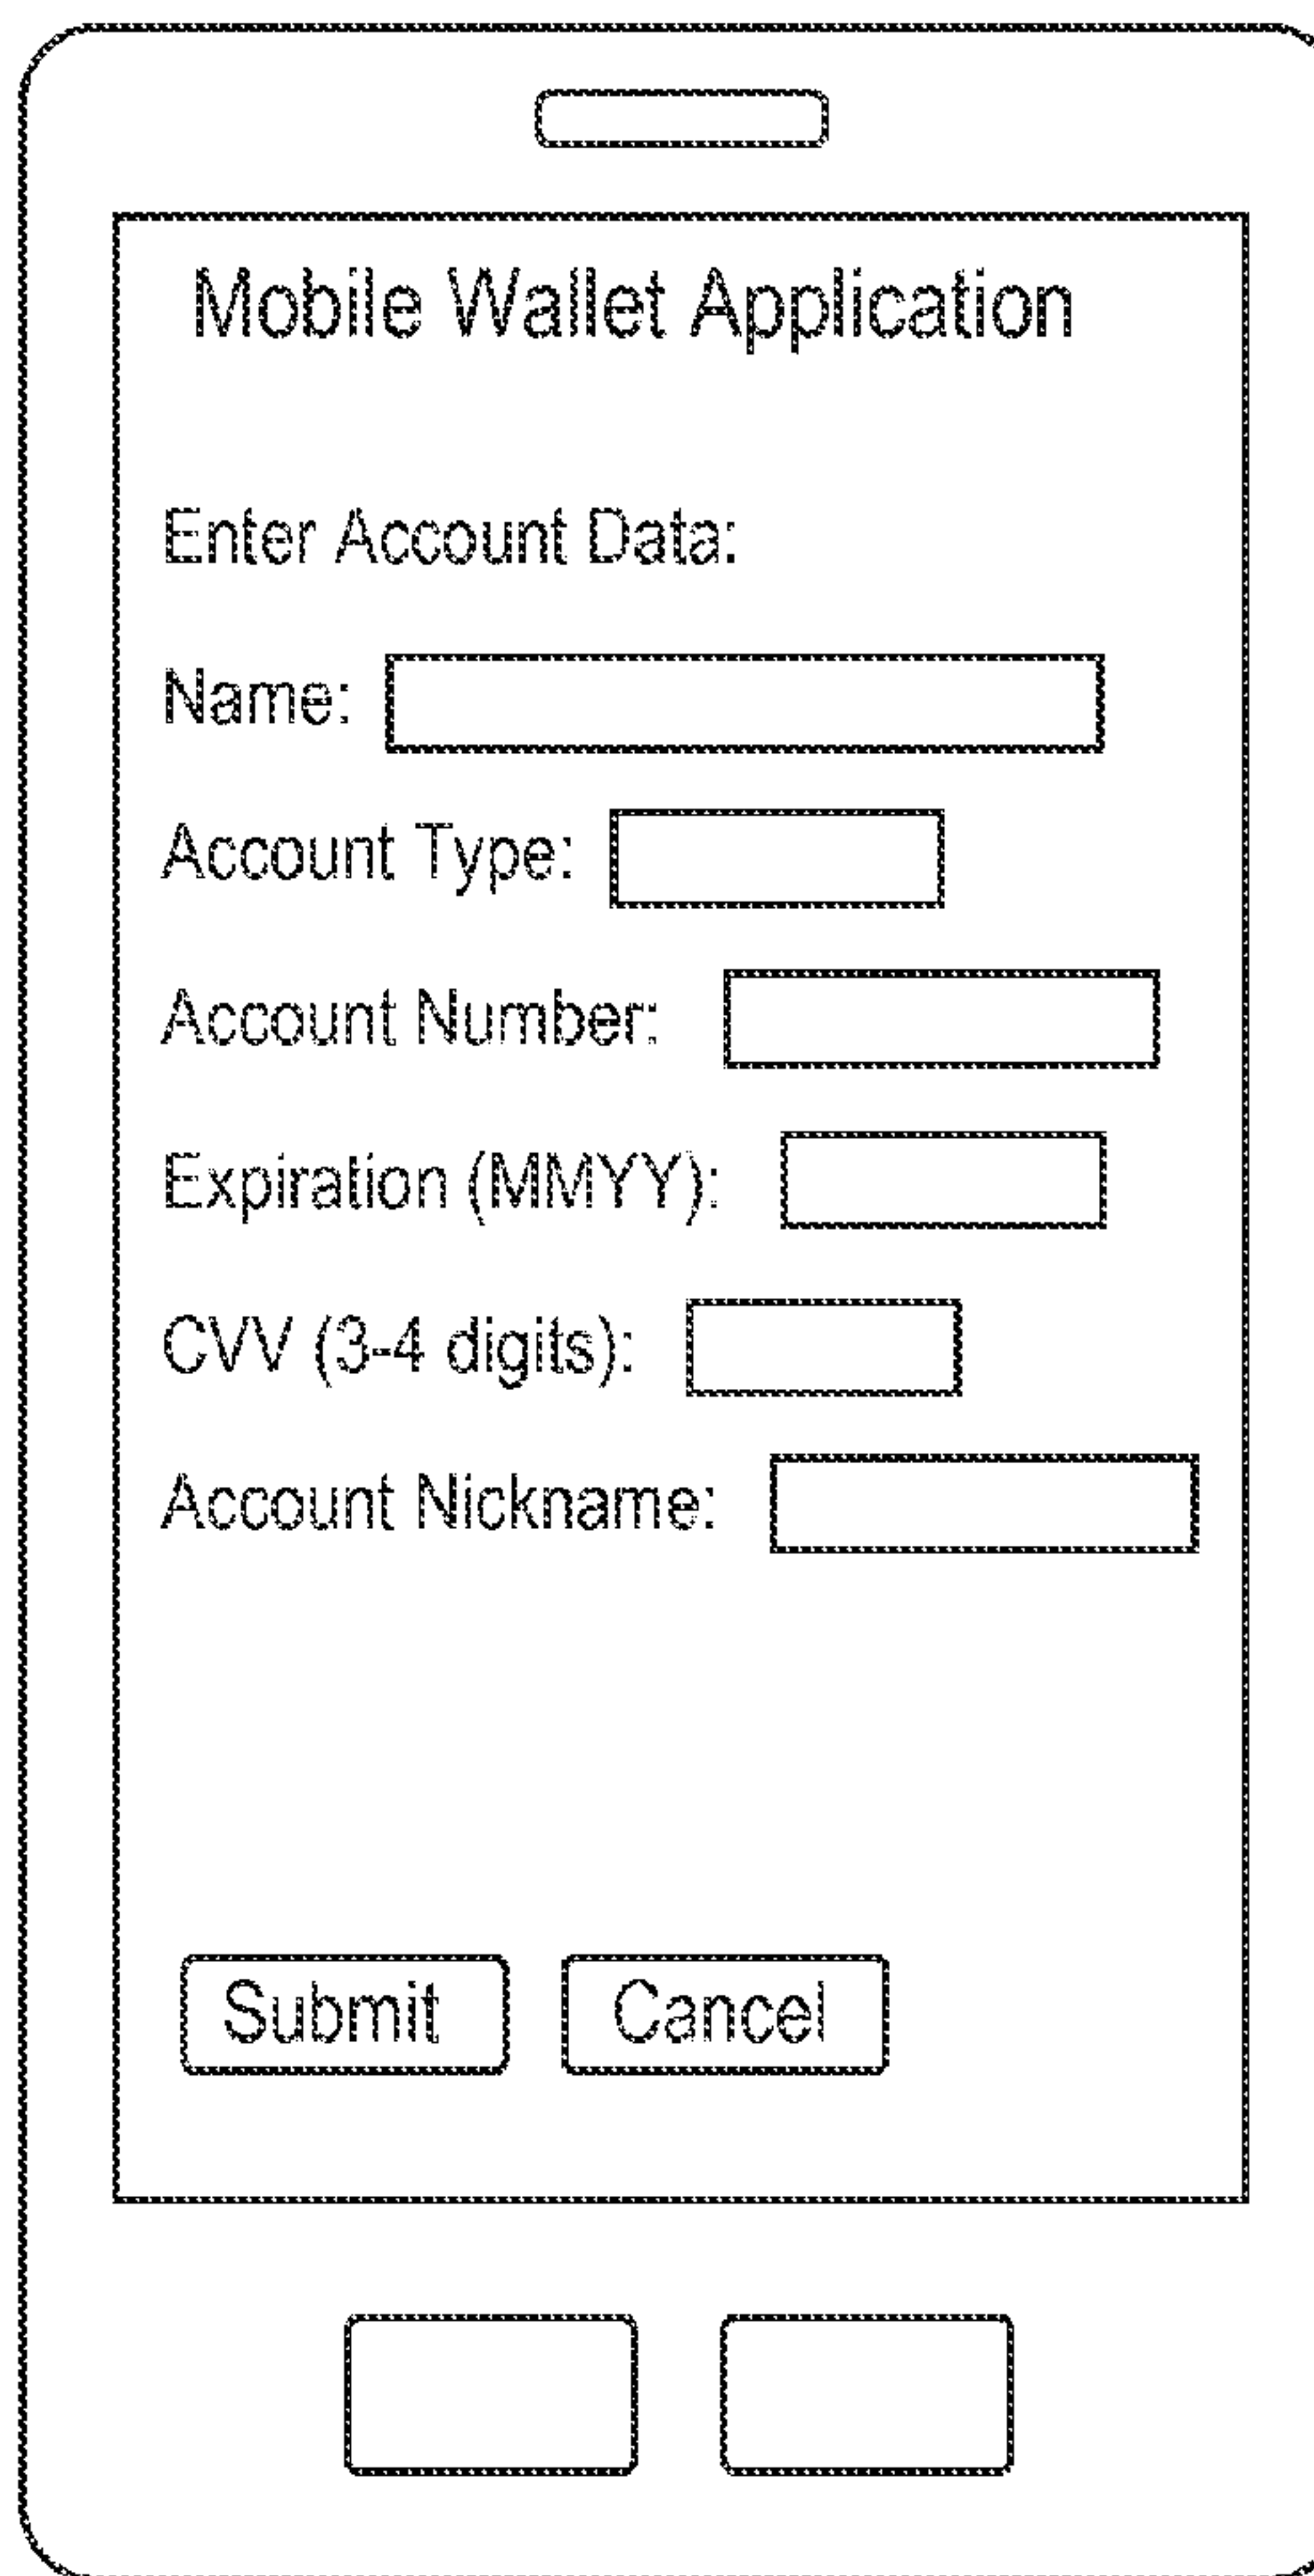 Mobile Wallet Application
Enter Account Data:
Name:
Account Type:
Account Number:
Expiration (MMYY):
CVV (3-4 digits):
Account Nickname:
Submit Cancel